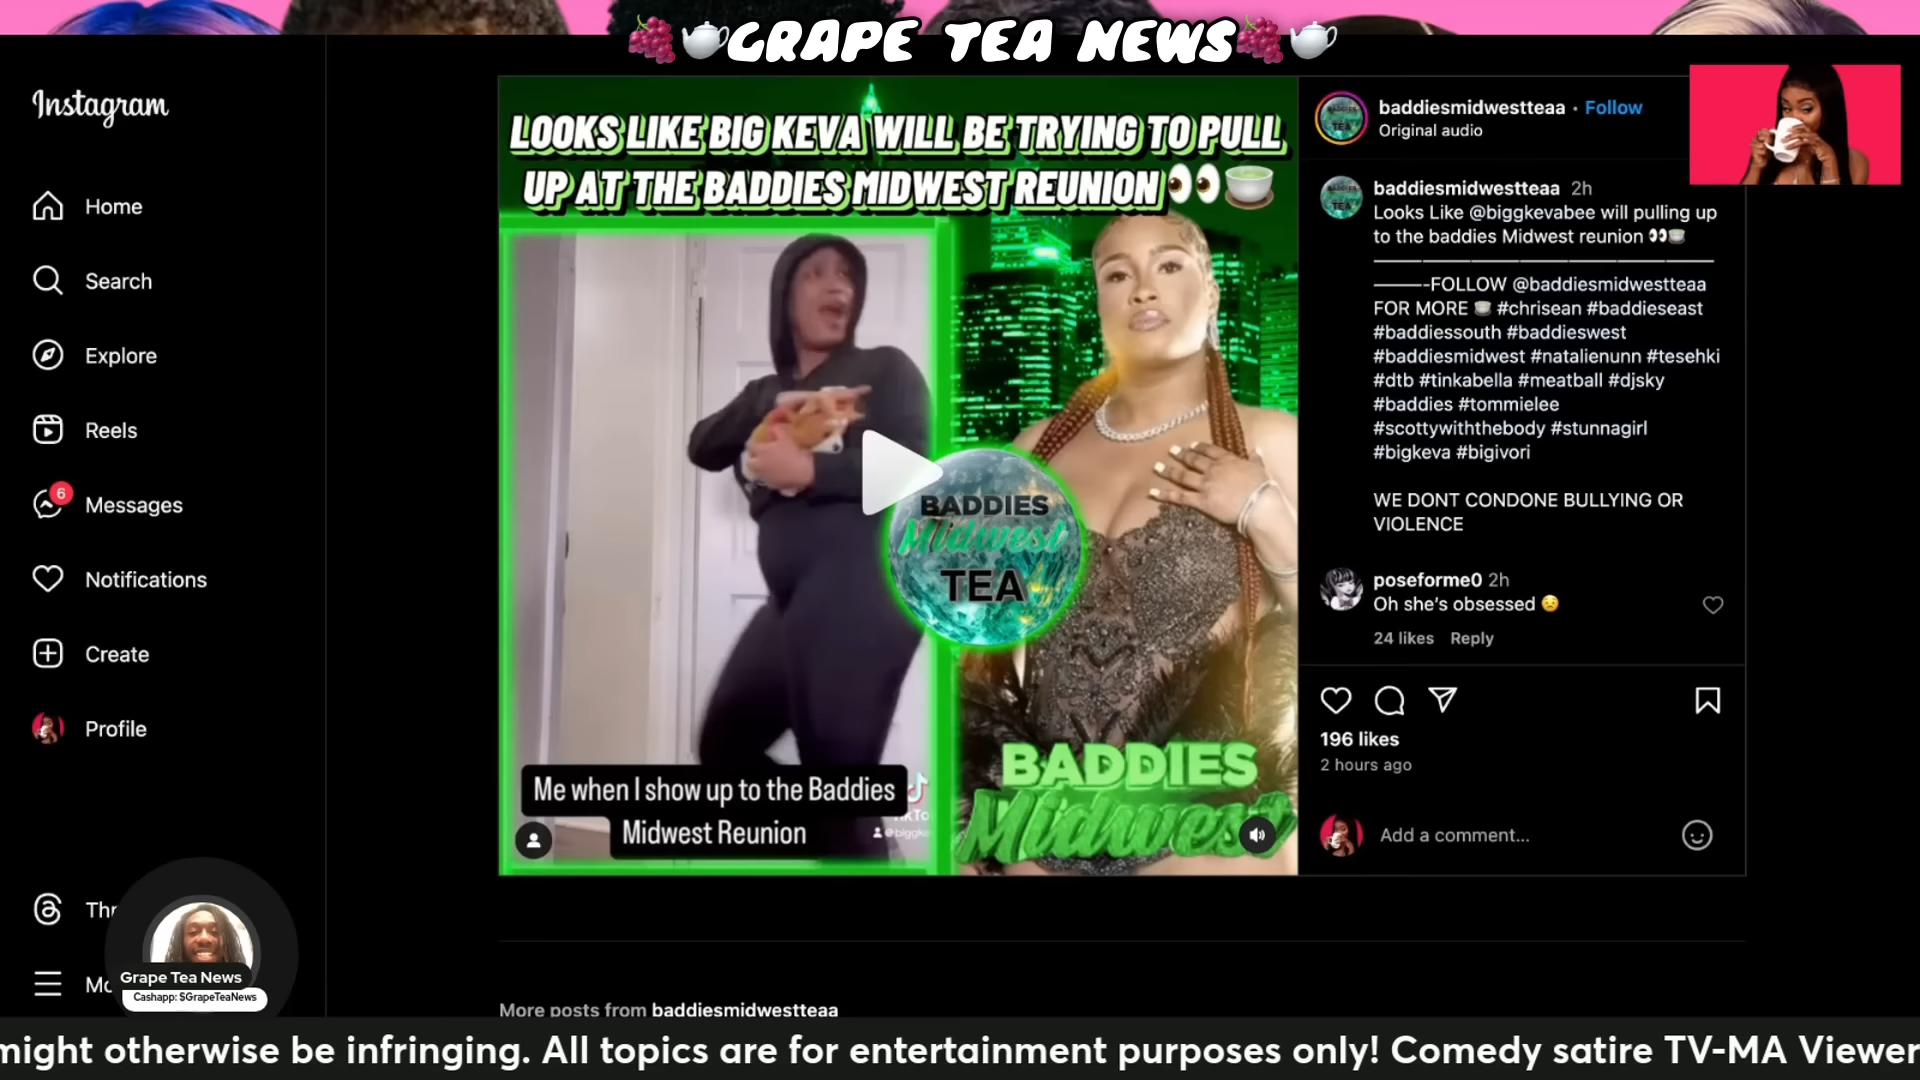 GRAPE TEA NEWS
Instagram
Home
Search
Explore
Reels
6
Messages
Notifications
Create
Profile
Thr
Mo
Grape Tea News
Cashapp: $GrapeTeaNews
LOOKS LIKE BIG KEVA WILL BE TRYING TO PULL
UP AT THE BADDIES MIDWEST REUNION
BADDIES
Midwest
TEA
Me when I show up to the Baddies
Midwest Reunion
BADDIES
Midwest
baddiesmidwestteaa • Follow
Original audio
baddiesmidwestteaa 2h
Looks Like @biggkevabee will pulling up
to the baddies Midwest reunion 👀🍵
————————————————
———-FOLLOW @baddiesmidwestteaa
FOR MORE 🍵 #chrisean #baddieseast
#baddiessouth #baddieswest
#baddiesmidwest #natalienunn #tesehki
#dtb #tinkabella #meatball #djsky
#baddies #tommielee
#scottywiththebody #stunnagirl
#bigkeva #bigivori
WE DONT CONDONE BULLYING OR
VIOLENCE
poseforme0 2h
Oh she's obsessed 😟
24 likes Reply
196 likes
2 hours ago
Add a comment...
More posts from baddiesmidwestteaa
might otherwise be infringing. All topics are for entertainment purposes only! Comedy satire TV-MA Viewer